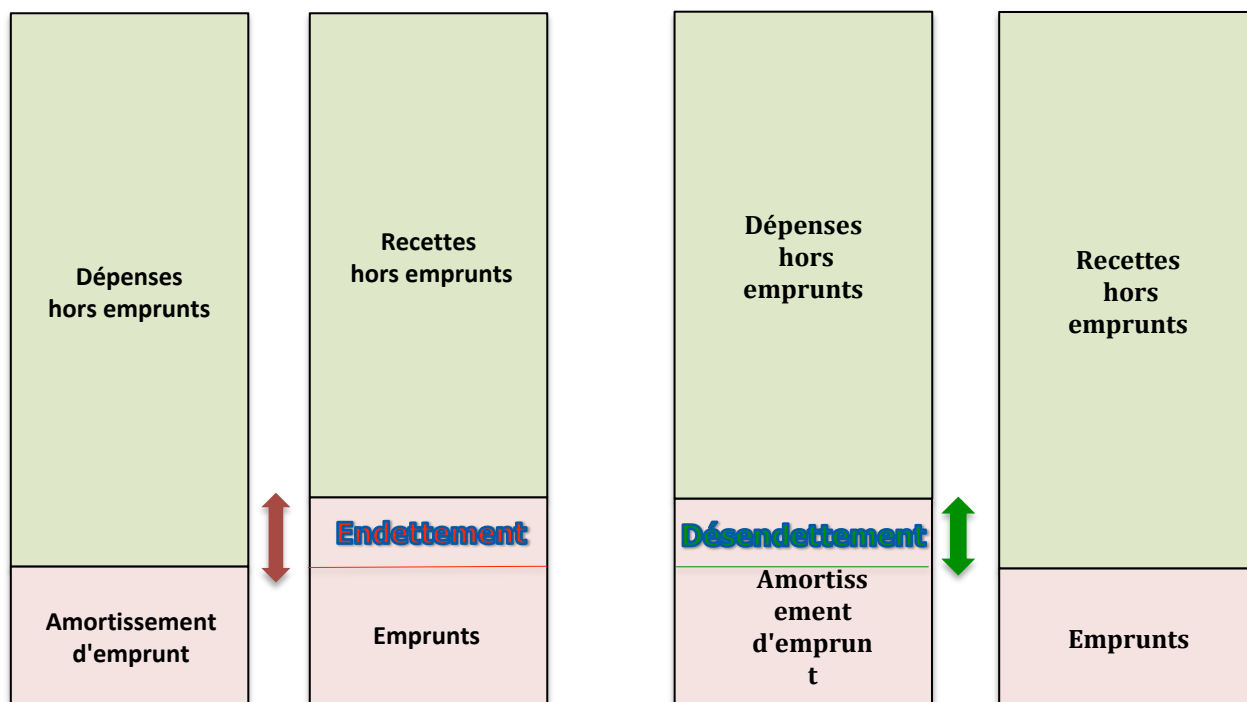 Dépenses
hors emprunts
Amortissement
d'emprunt
Recettes
hors emprunts
Endettement
Emprunts
Dépenses
hors
emprunts
Désendettement
Amortiss
ement
d'emprun
t
Recettes
hors
emprunts
Emprunts